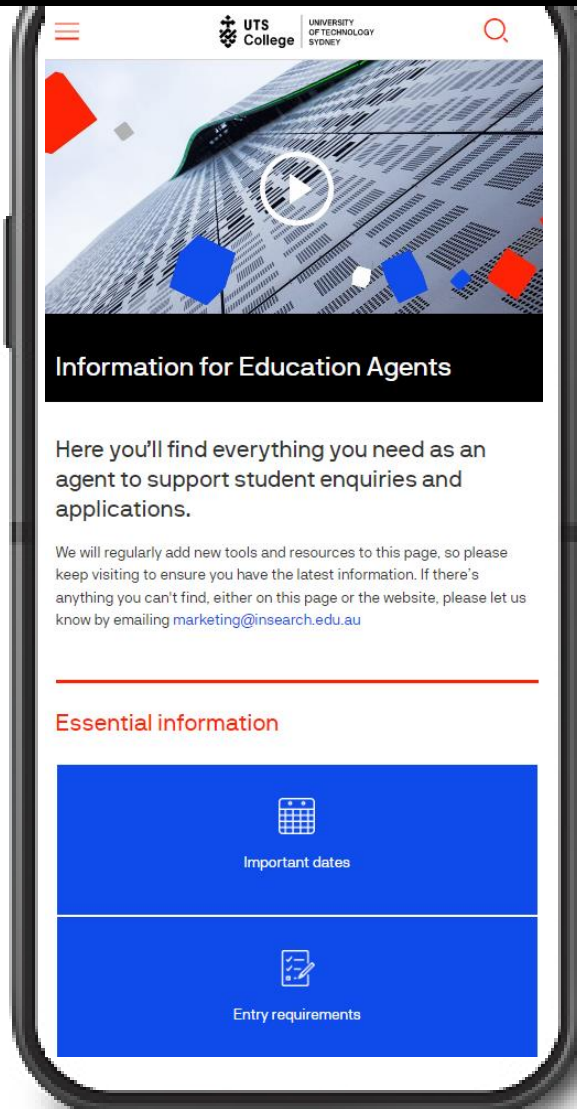 UTS
College
UNIVERSITY
OF TECHNOLOGY
SYDNEY
Information for Education Agents
Here you'll find everything you need as an
agent to support student enquiries and
applications.
We will regularly add new tools and resources to this page, so please
keep visiting to ensure you have the latest information. If there's
anything you can't find, either on this page or the website, please let us
know by emailing marketing@insearch.edu.au
Essential information
Important dates
Entry requirements